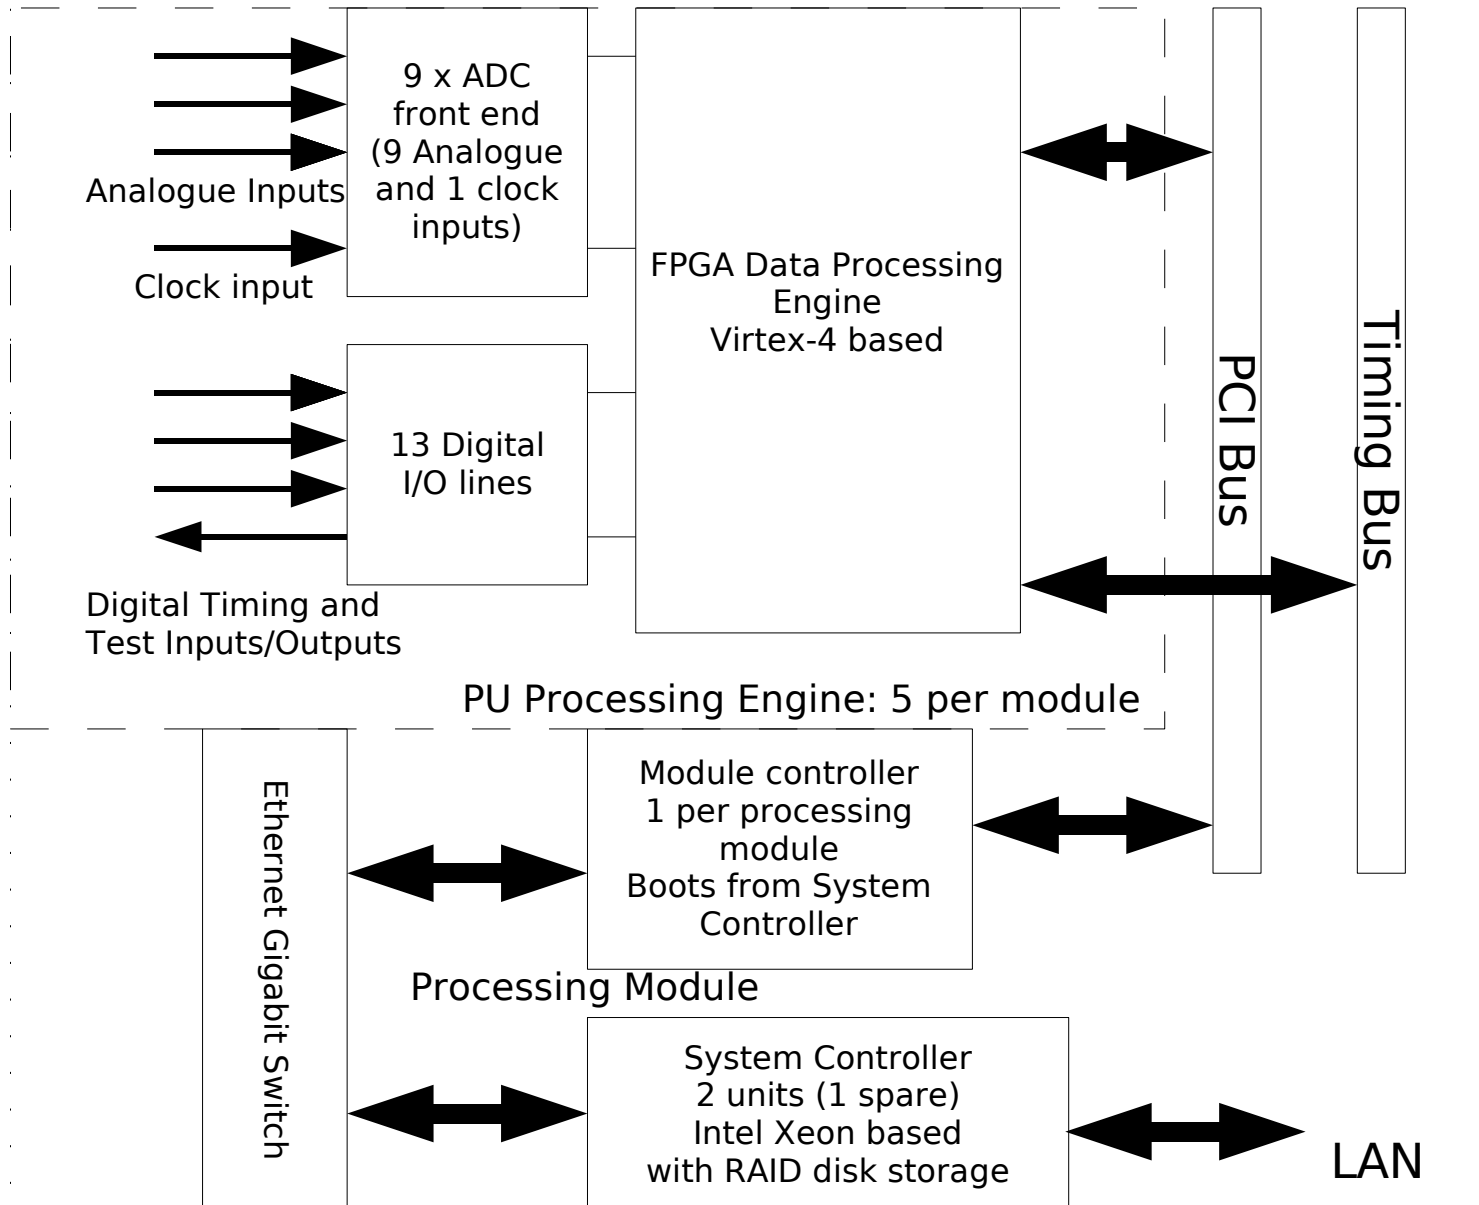 9 x ADC
front end
(9 Analogue
and 1 clock
inputs)
Analogue Inputs
Clock input
FPGA Data Processing
Engine
Virtex-4 based
13 Digital
I/O lines
Digital Timing and
Test Inputs/Outputs
PCI Bus
Timing Bus
PU Processing Engine: 5 per module
Ethernet Gigabit Switch
Module controller
1 per processing
module
Boots from System
Controller
Processing Module
System Controller
2 units (1 spare)
Intel Xeon based
with RAID disk storage
LAN